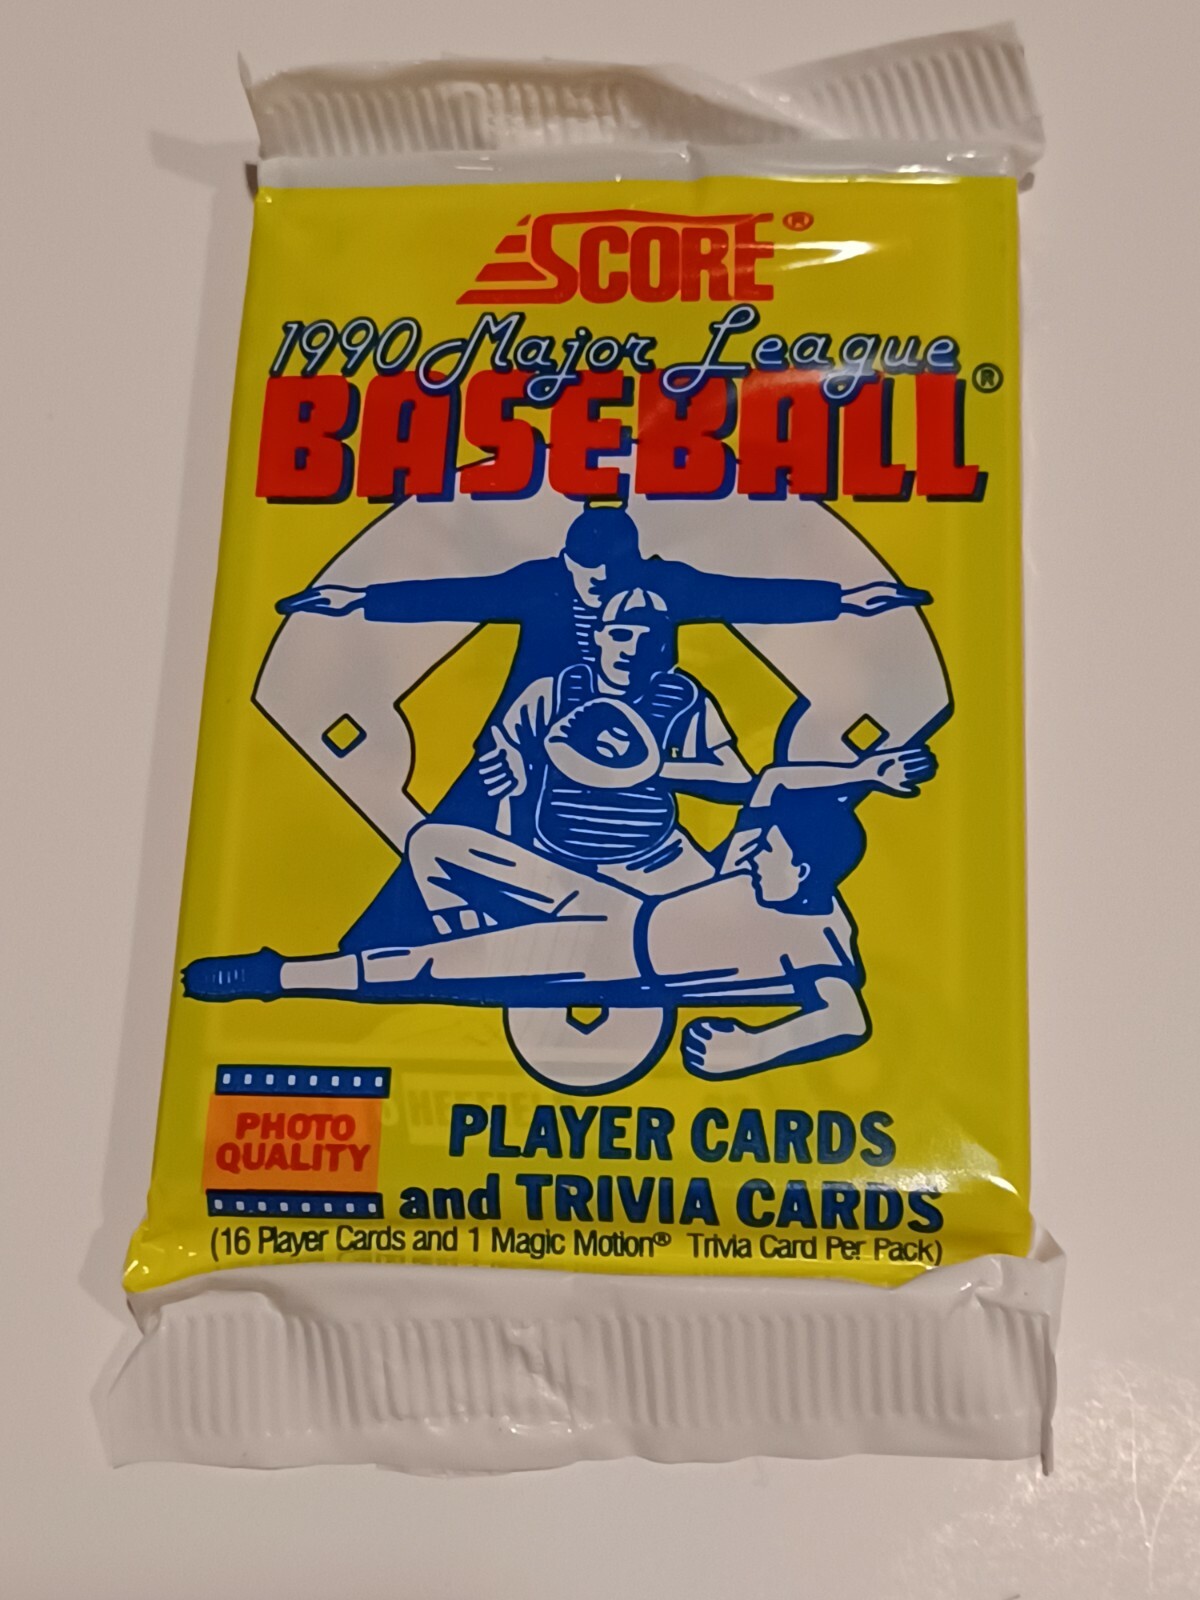 SCORE®
1990 Major League
BASEBALL®
PHOTO
QUALITY
PLAYER CARDS
and TRIVIA CARDS
(16 Player Cards and 1 Magic Motion® Trivia Card Per Pack)